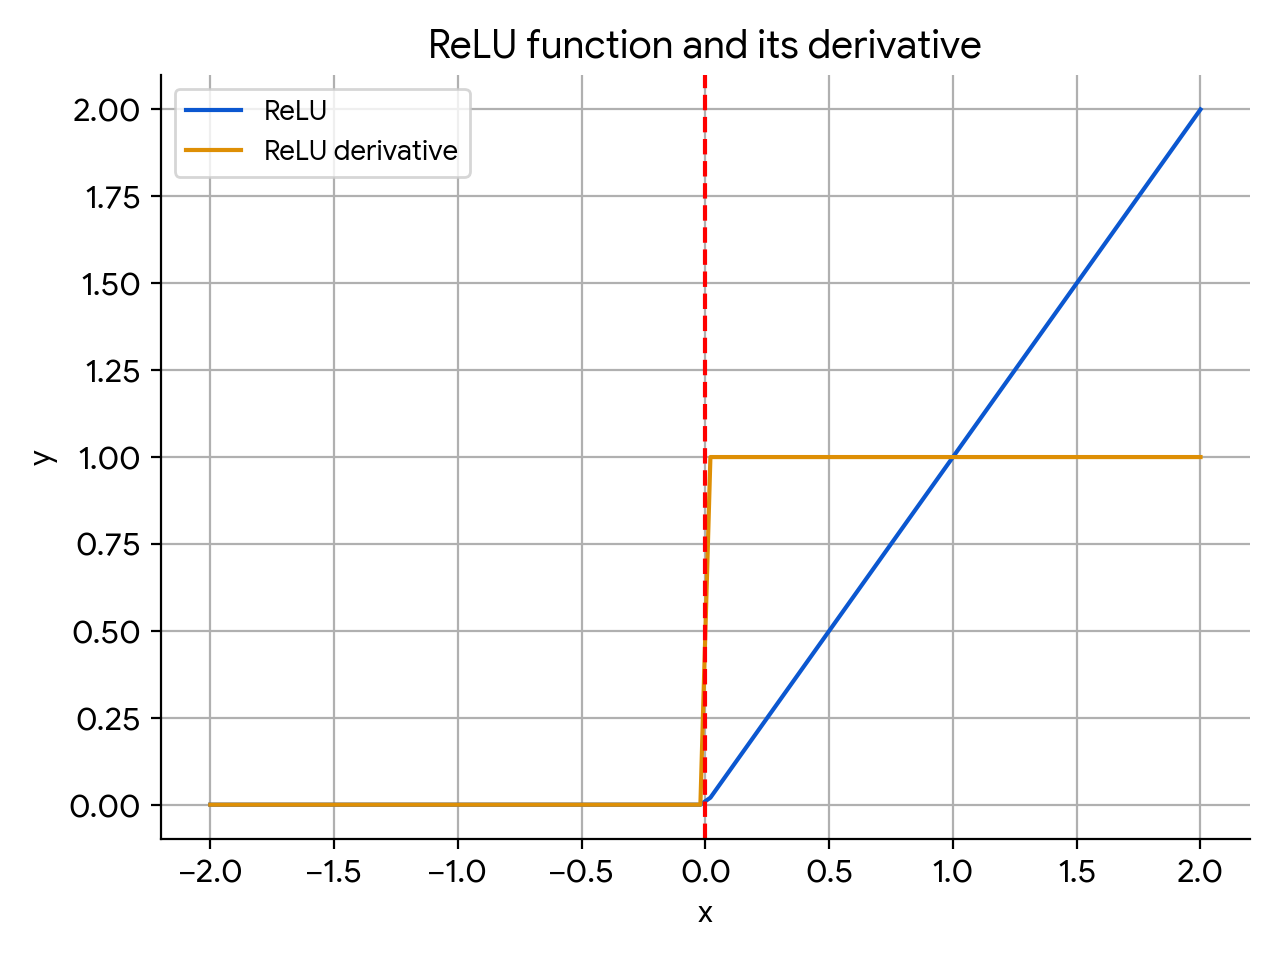 ReLU function and its derivative
ReLU
ReLU derivative
2.00
1.75
1.50
1.25
1.00
0.75
0.50
0.25
0.00
y
−2.0 −1.5 −1.0 −0.5 0.0 0.5 1.0 1.5 2.0
x